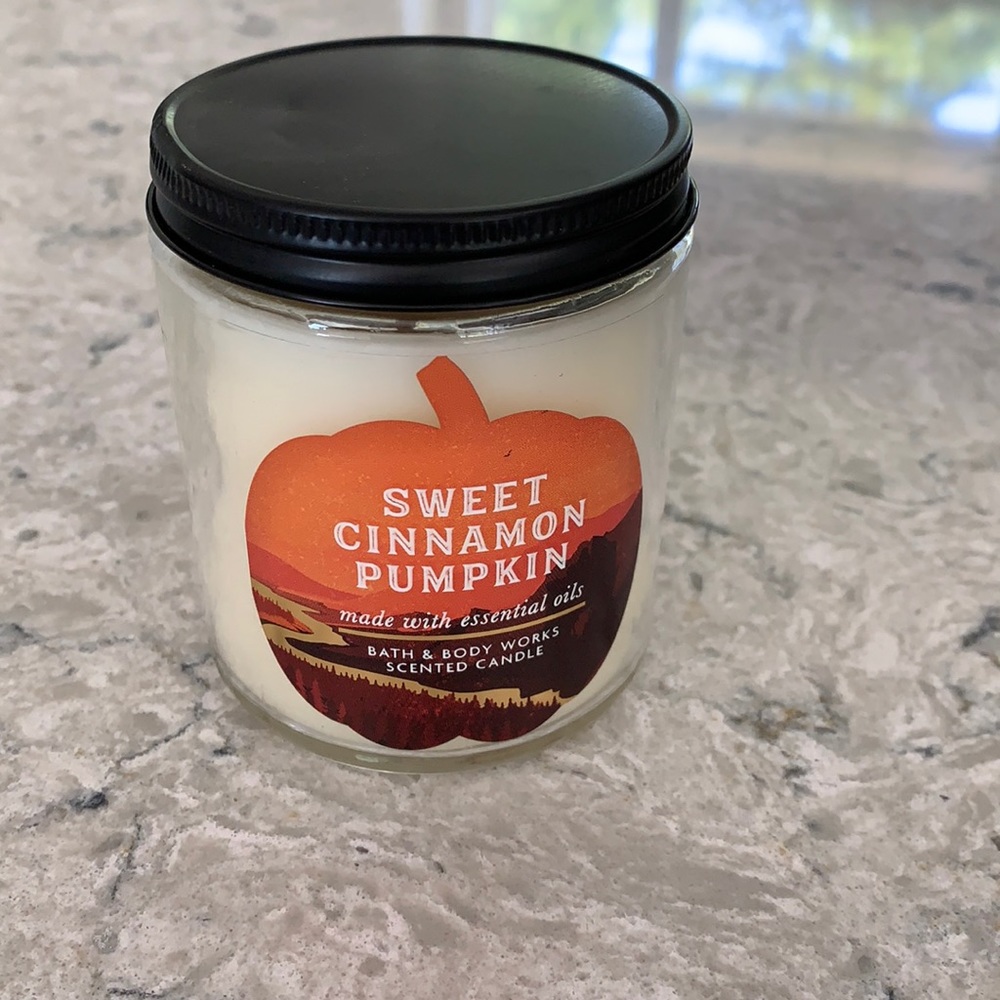 SWEET
CINNAMON
PUMPKIN
made with essential oils
BATH & BODY WORKS
SCENTED CANDLE